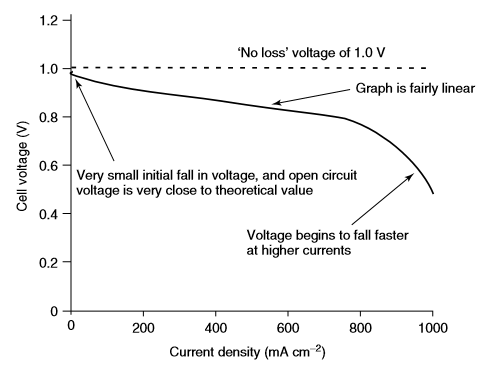 1.2
'No loss' voltage of 1.0 V
1.0
Graph is fairly linear
0.8
Cell voltage (V)
Very small initial fall in voltage, and open circuit
voltage is very close to theoretical value
0.6
0.4
Voltage begins to fall faster
at higher currents
0.2
0
0 200 400 600 800 1000
Current density (mA cm⁻²)